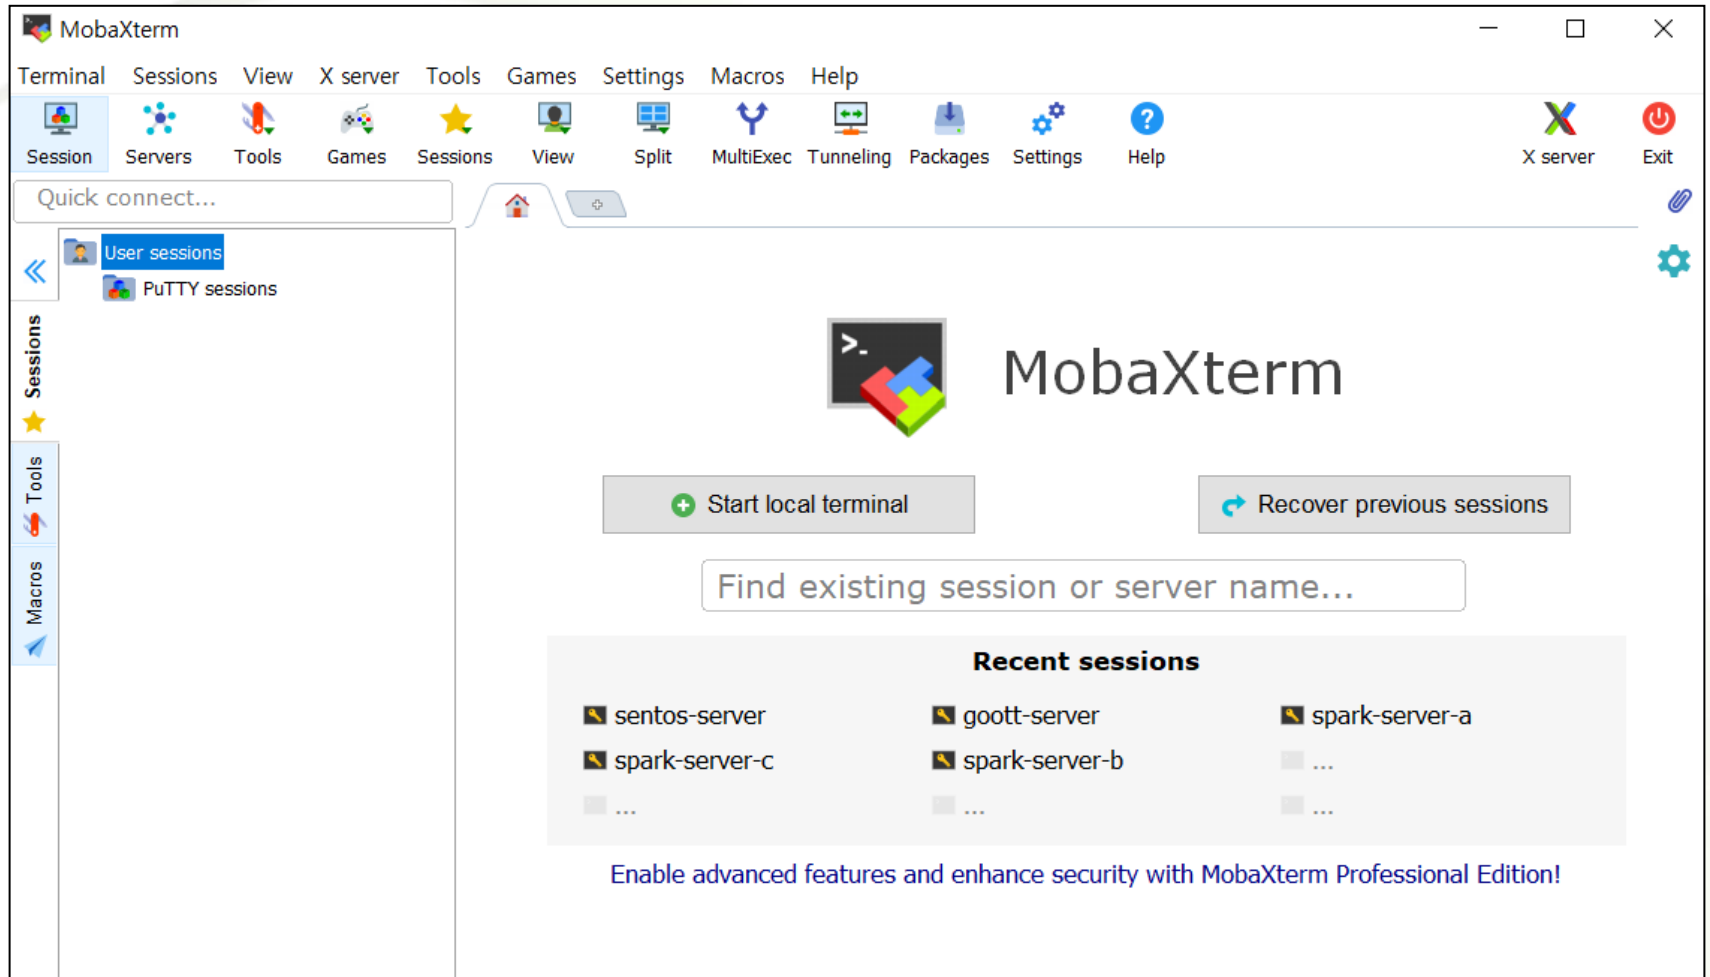 MobaXterm
Terminal Sessions View X server Tools Games Settings Macros Help
Session Servers Tools Games Sessions View Split MultiExec Tunneling Packages Settings Help X server Exit
Quick connect...
User sessions
PuTTY sessions
Sessions
Tools
Macros
>_
MobaXterm
Start local terminal Recover previous sessions
Find existing session or server name...
Recent sessions
sentos-server goott-server spark-server-a
spark-server-c spark-server-b ...
... ... ...
Enable advanced features and enhance security with MobaXterm Professional Edition!